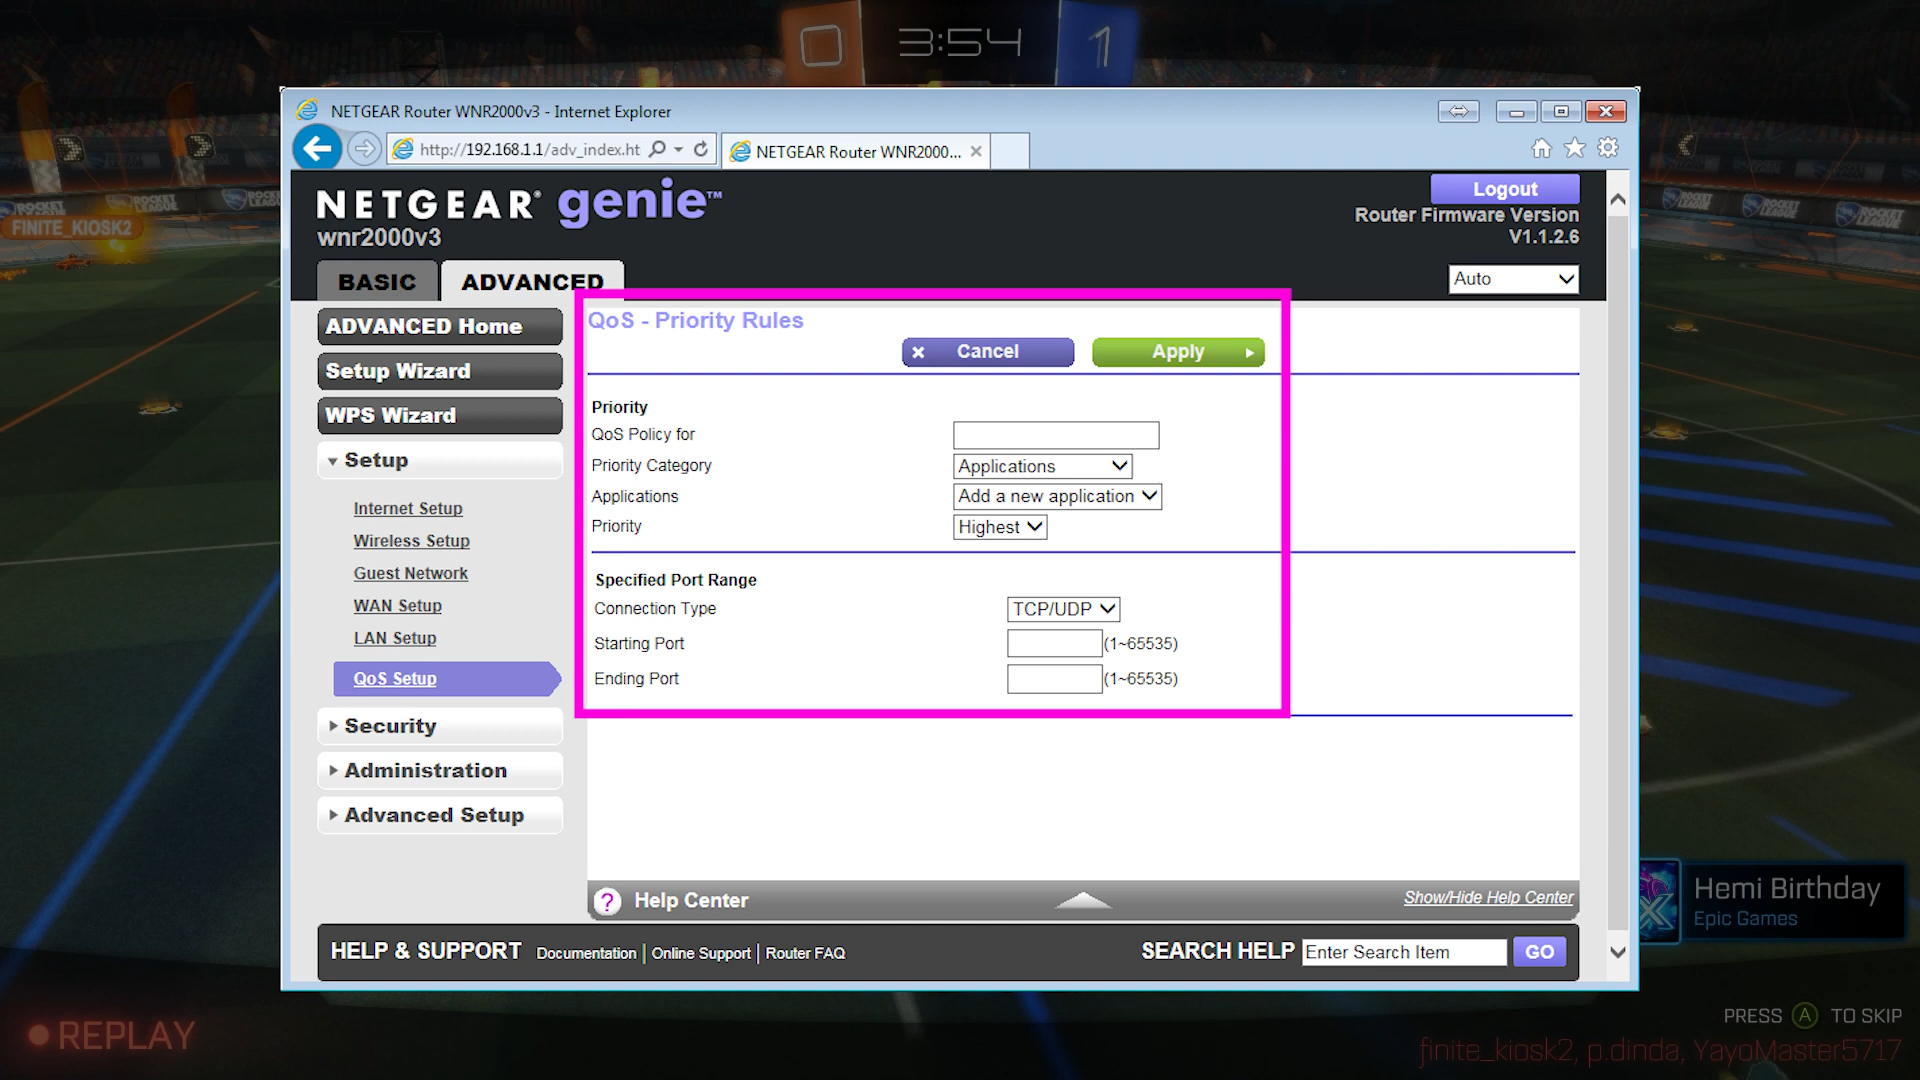 0 3:54 1
NETGEAR Router WNR2000v3 - Internet Explorer
http://192.168.1.1/adv_index.ht
NETGEAR Router WNR2000...
NETGEAR® genie™
Logout
Router Firmware Version
V1.1.2.6
wnr2000v3
BASIC
ADVANCED
Auto
FINITE_KIOSK2
ROCKET
ROCKET LEAGUE
ADVANCED Home
Setup Wizard
WPS Wizard
Setup
Internet Setup
Wireless Setup
Guest Network
WAN Setup
LAN Setup
QoS Setup
Security
Administration
Advanced Setup
QoS - Priority Rules
Cancel
Apply
Priority
QoS Policy for
Priority Category Applications
Applications Add a new application
Priority Highest
Specified Port Range
Connection Type TCP/UDP
Starting Port (1~65535)
Ending Port (1~65535)
? Help Center
Show/Hide Help Center
HELP & SUPPORT Documentation | Online Support | Router FAQ
SEARCH HELP Enter Search Item GO
Hemi Birthday
Epic Games
PRESS A TO SKIP
REPLAY
finite_kiosk2, p.dinda, YayoMaster5717